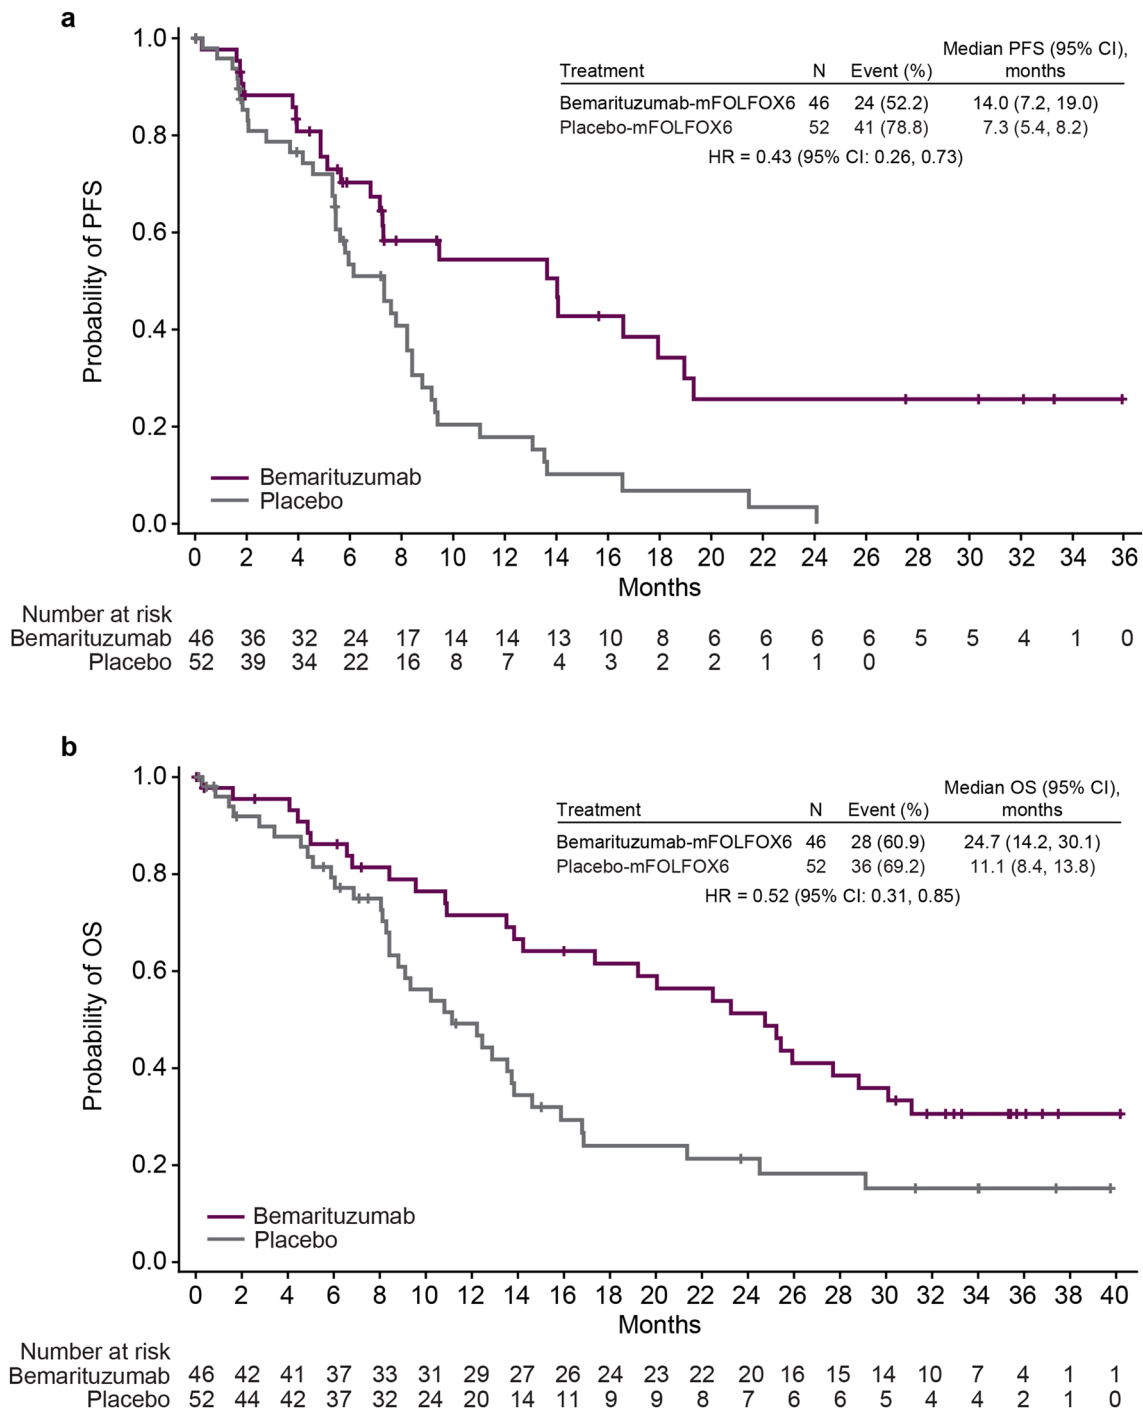 a
Median PFS (95% CI),
Treatment N Event (%) months
Bemarituzumab-mFOLFOX6 46 24 (52.2) 14.0 (7.2, 19.0)
Placebo-mFOLFOX6 52 41 (78.8) 7.3 (5.4, 8.2)
HR = 0.43 (95% CI: 0.26, 0.73)
Probability of PFS
1.0
0.8
0.6
0.4
0.2
0.0
Bemarituzumab
Placebo
0 2 4 6 8 10 12 14 16 18 20 22 24 26 28 30 32 34 36
Months
Number at risk
Bemarituzumab 46 36 32 24 17 14 14 13 10 8 6 6 6 6 5 5 4 1 0
Placebo 52 39 34 22 16 8 7 4 3 2 2 1 1 0
b
Median OS (95% CI),
Treatment N Event (%) months
Bemarituzumab-mFOLFOX6 46 28 (60.9) 24.7 (14.2, 30.1)
Placebo-mFOLFOX6 52 36 (69.2) 11.1 (8.4, 13.8)
HR = 0.52 (95% CI: 0.31, 0.85)
Probability of OS
1.0
0.8
0.6
0.4
0.2
0.0
Bemarituzumab
Placebo
0 2 4 6 8 10 12 14 16 18 20 22 24 26 28 30 32 34 36 38 40
Months
Number at risk
Bemarituzumab 46 42 41 37 33 31 29 27 26 24 23 22 20 16 15 14 10 7 4 1 1
Placebo 52 44 42 37 32 24 20 14 11 9 9 8 7 6 6 5 4 4 2 1 0